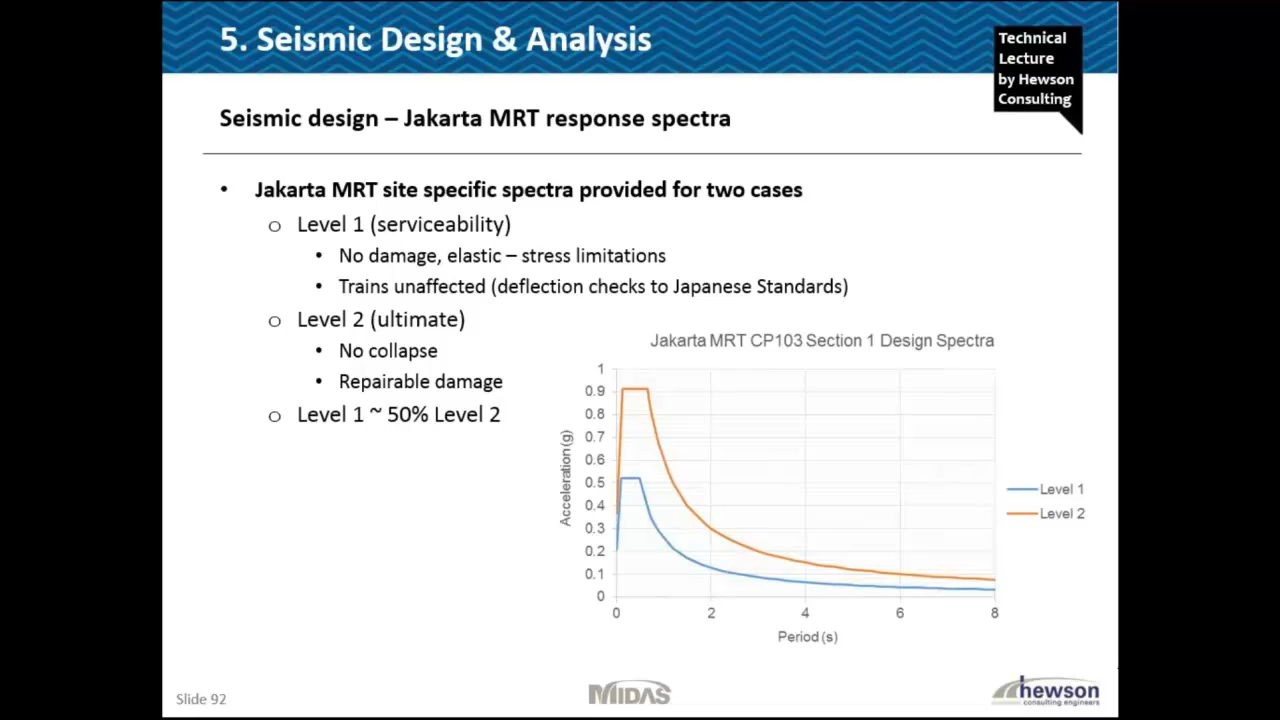 5. Seismic Design & Analysis
Technical
Lecture
by Hewson
Consulting
Seismic design – Jakarta MRT response spectra
• Jakarta MRT site specific spectra provided for two cases
o Level 1 (serviceability)
• No damage, elastic – stress limitations
• Trains unaffected (deflection checks to Japanese Standards)
o Level 2 (ultimate)
• No collapse
• Repairable damage
o Level 1 ~ 50% Level 2
Jakarta MRT CP103 Section 1 Design Spectra
1
0.9
0.8
0.7
0.6
0.5
0.4
0.3
0.2
0.1
0
Acceleration (g)
0 2 4 6 8
Period (s)
Level 1
Level 2
Slide 92
MIDAS
hewson
consulting engineers